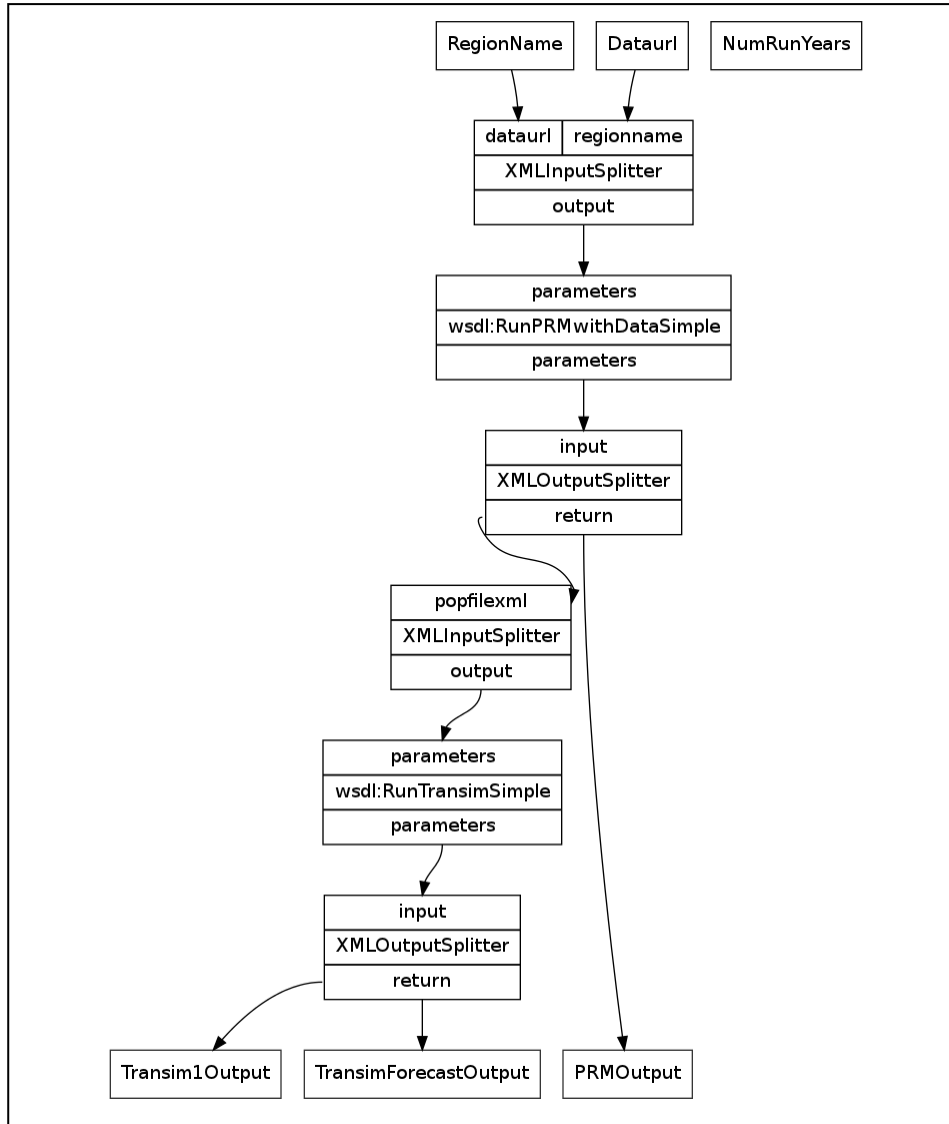 RegionName Dataurl NumRunYears
dataurl regionname
XMLInputSplitter
output
parameters
wsdl:RunPRMwithDataSimple
parameters
input
XMLOutputSplitter
return
popfilexml
XMLInputSplitter
output
parameters
wsdl:RunTransimSimple
parameters
input
XMLOutputSplitter
return
Transim1Output TransimForecastOutput PRMOutput